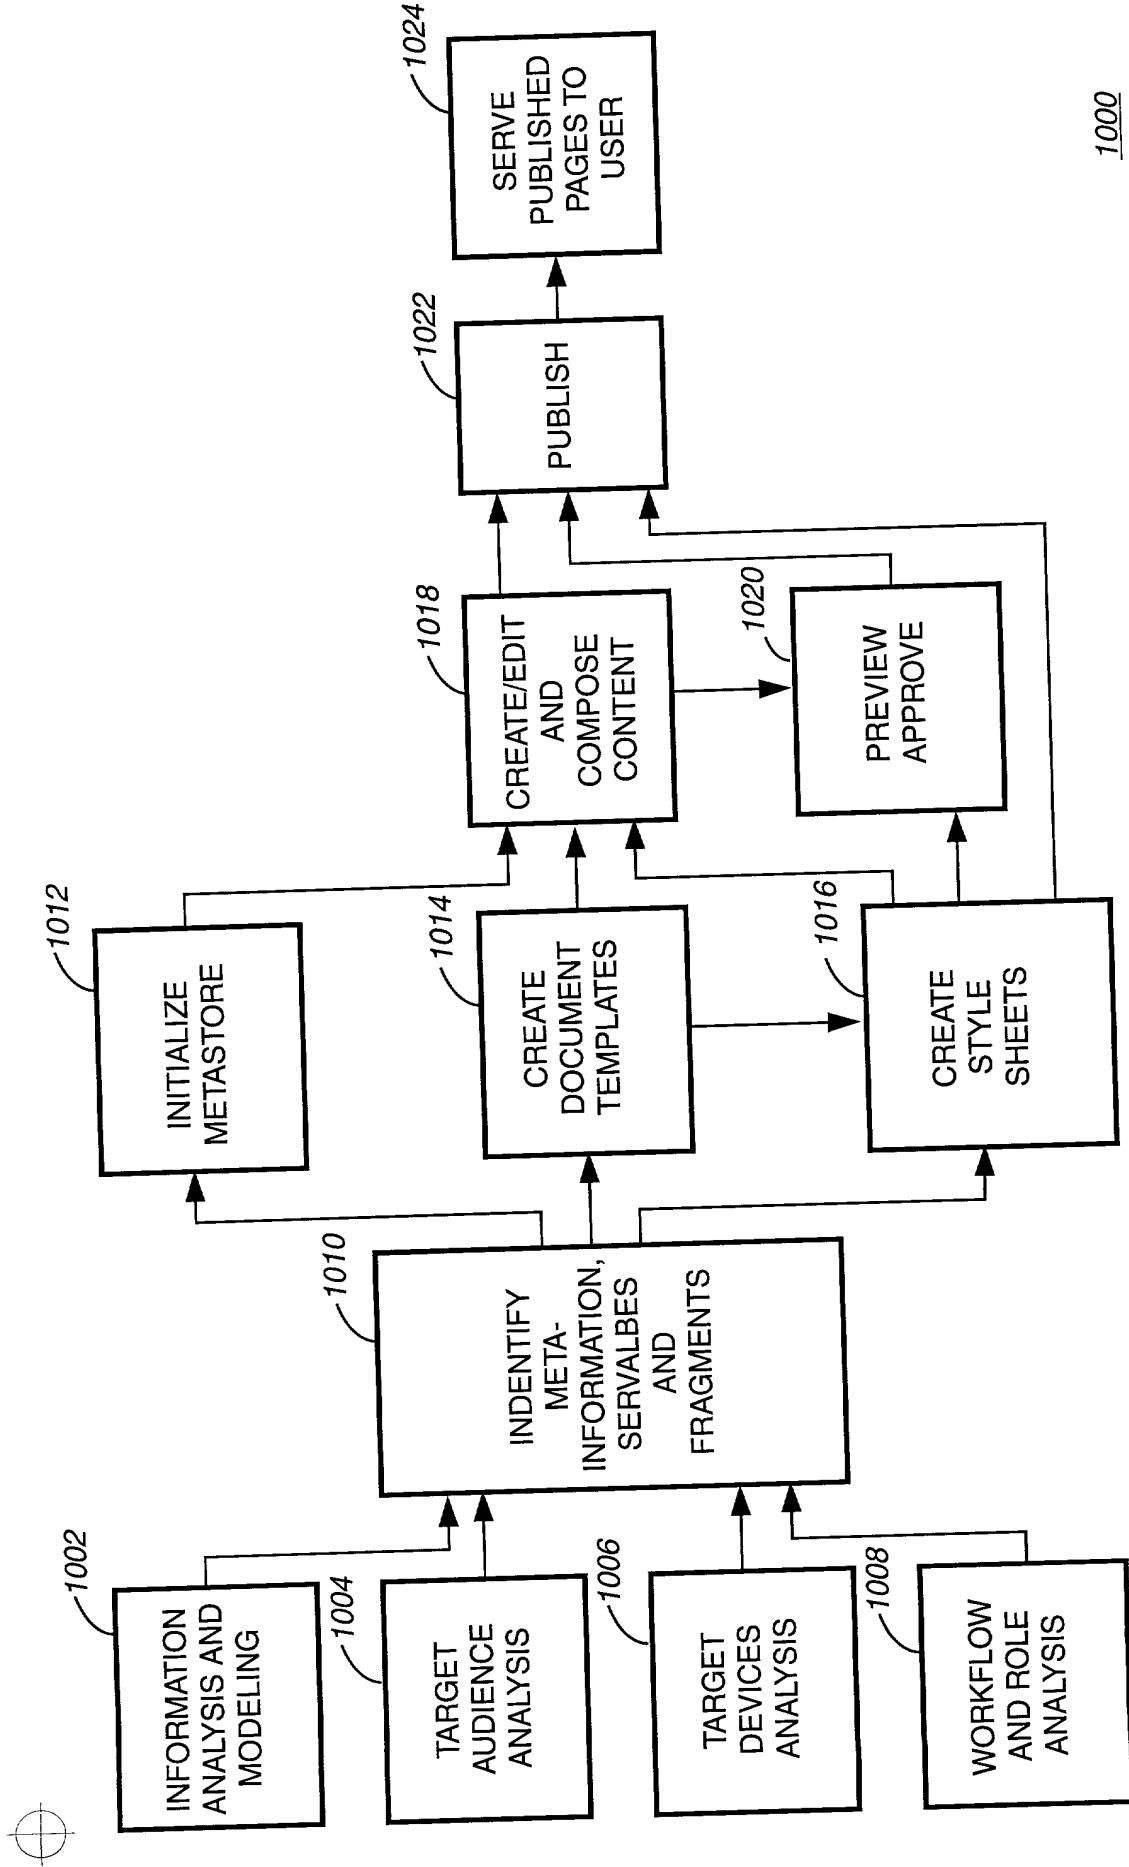 1002
INFORMATION
ANALYSIS AND
MODELING
1004
TARGET
AUDIENCE
ANALYSIS
1006
TARGET
DEVICES
ANALYSIS
1008
WORKFLOW
AND ROLE
ANALYSIS
1010
INDENTIFY
META-
INFORMATION,
SERVALBES
AND
FRAGMENTS
1012
INITIALIZE
METASTORE
1014
CREATE
DOCUMENT
TEMPLATES
1016
CREATE
STYLE
SHEETS
1018
CREATE/EDIT
AND
COMPOSE
CONTENT
1020
PREVIEW
APPROVE
1022
PUBLISH
1024
SERVE
PUBLISHED
PAGES TO
USER
1000